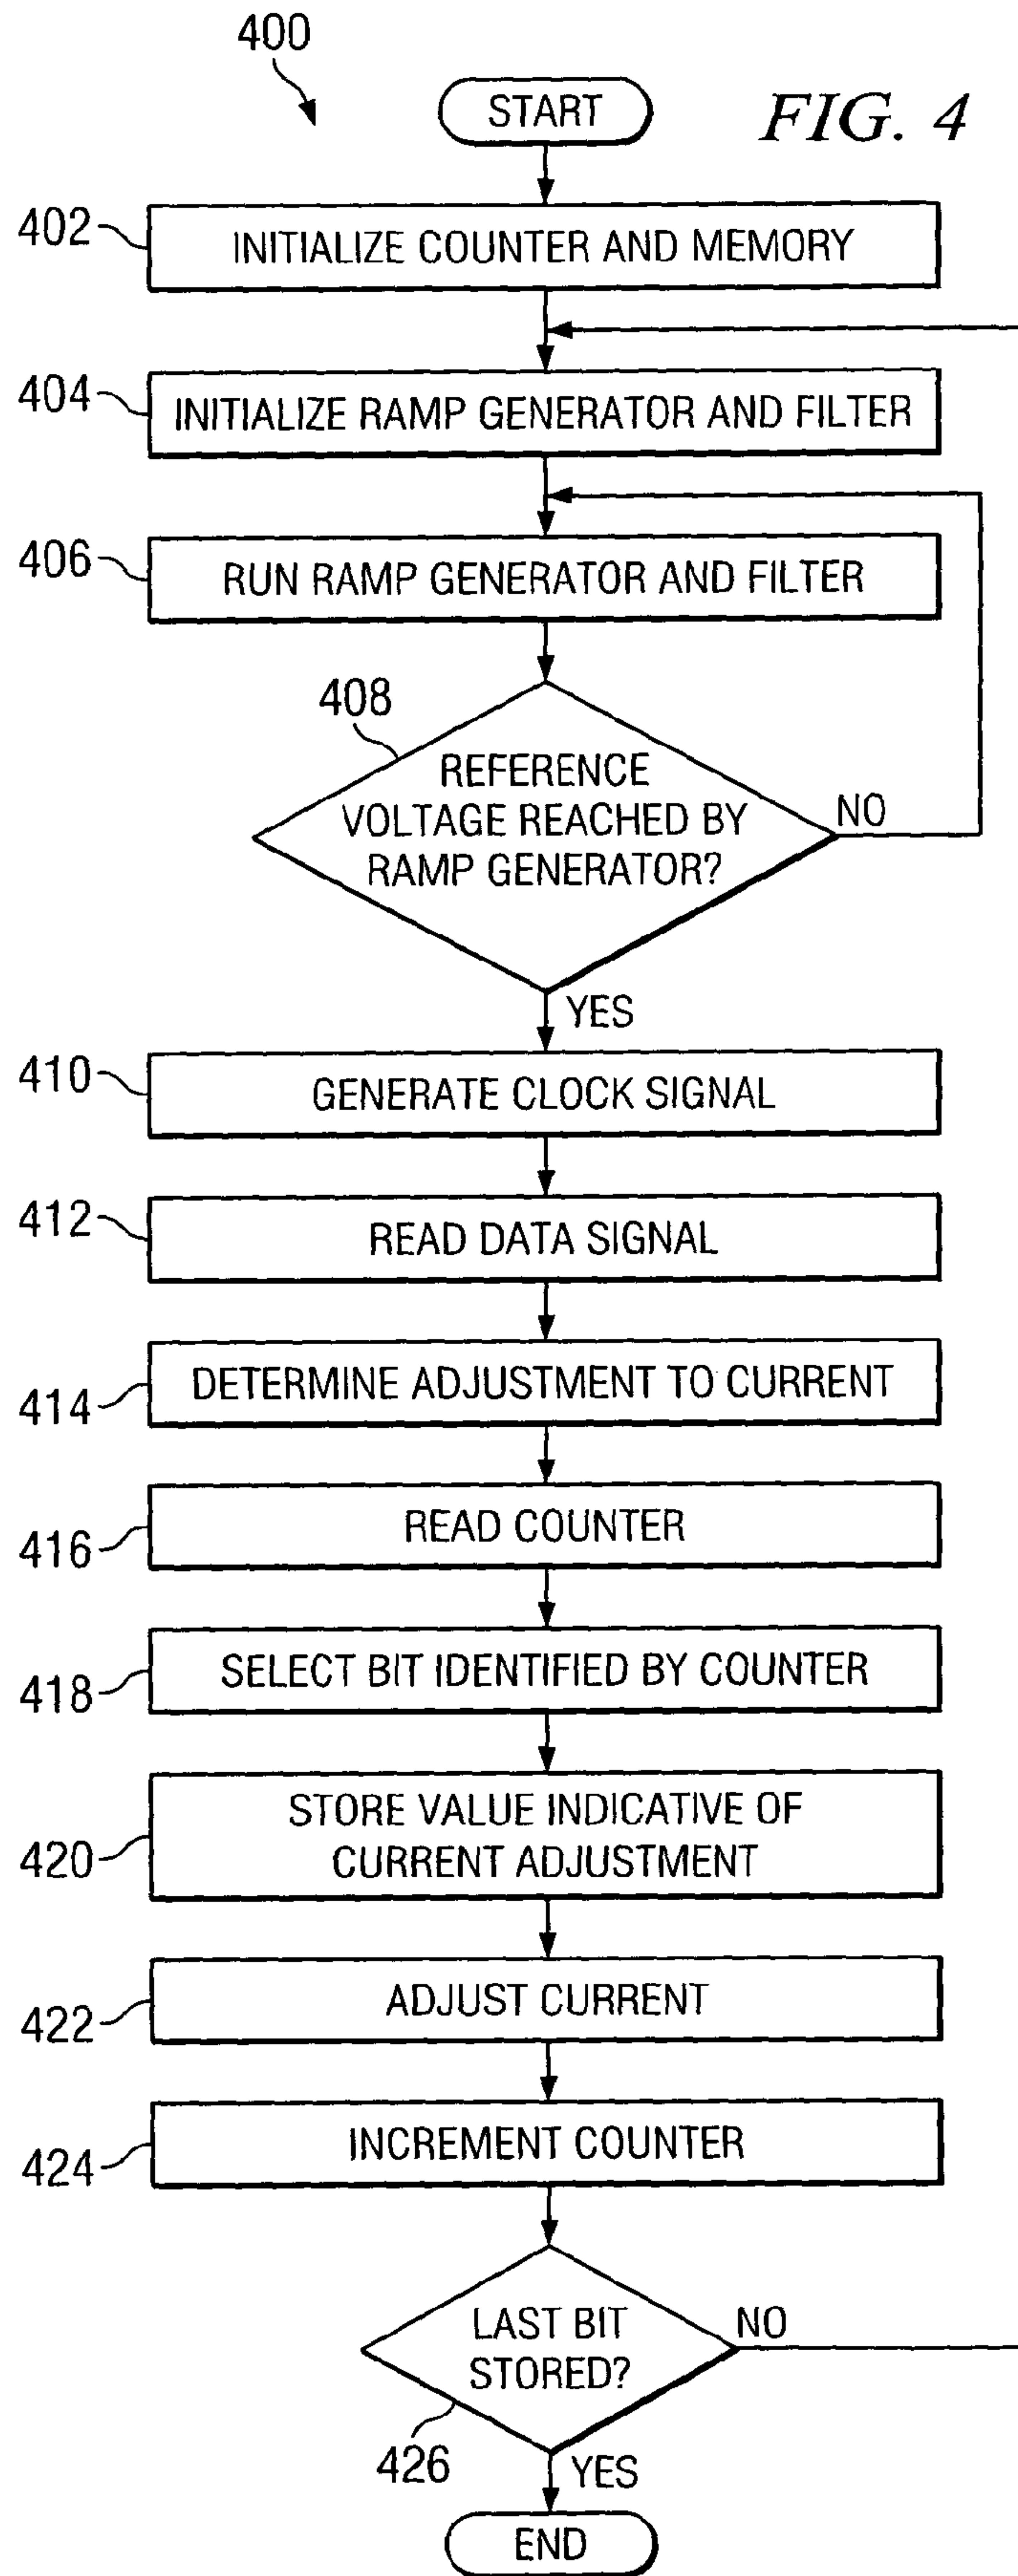 400
START
FIG. 4
402
INITIALIZE COUNTER AND MEMORY
404
INITIALIZE RAMP GENERATOR AND FILTER
406
RUN RAMP GENERATOR AND FILTER
408
REFERENCE
VOLTAGE REACHED BY
RAMP GENERATOR?
NO
YES
410
GENERATE CLOCK SIGNAL
412
READ DATA SIGNAL
414
DETERMINE ADJUSTMENT TO CURRENT
416
READ COUNTER
418
SELECT BIT IDENTIFIED BY COUNTER
420
STORE VALUE INDICATIVE OF
CURRENT ADJUSTMENT
422
ADJUST CURRENT
424
INCREMENT COUNTER
LAST BIT
STORED?
NO
426
YES
END